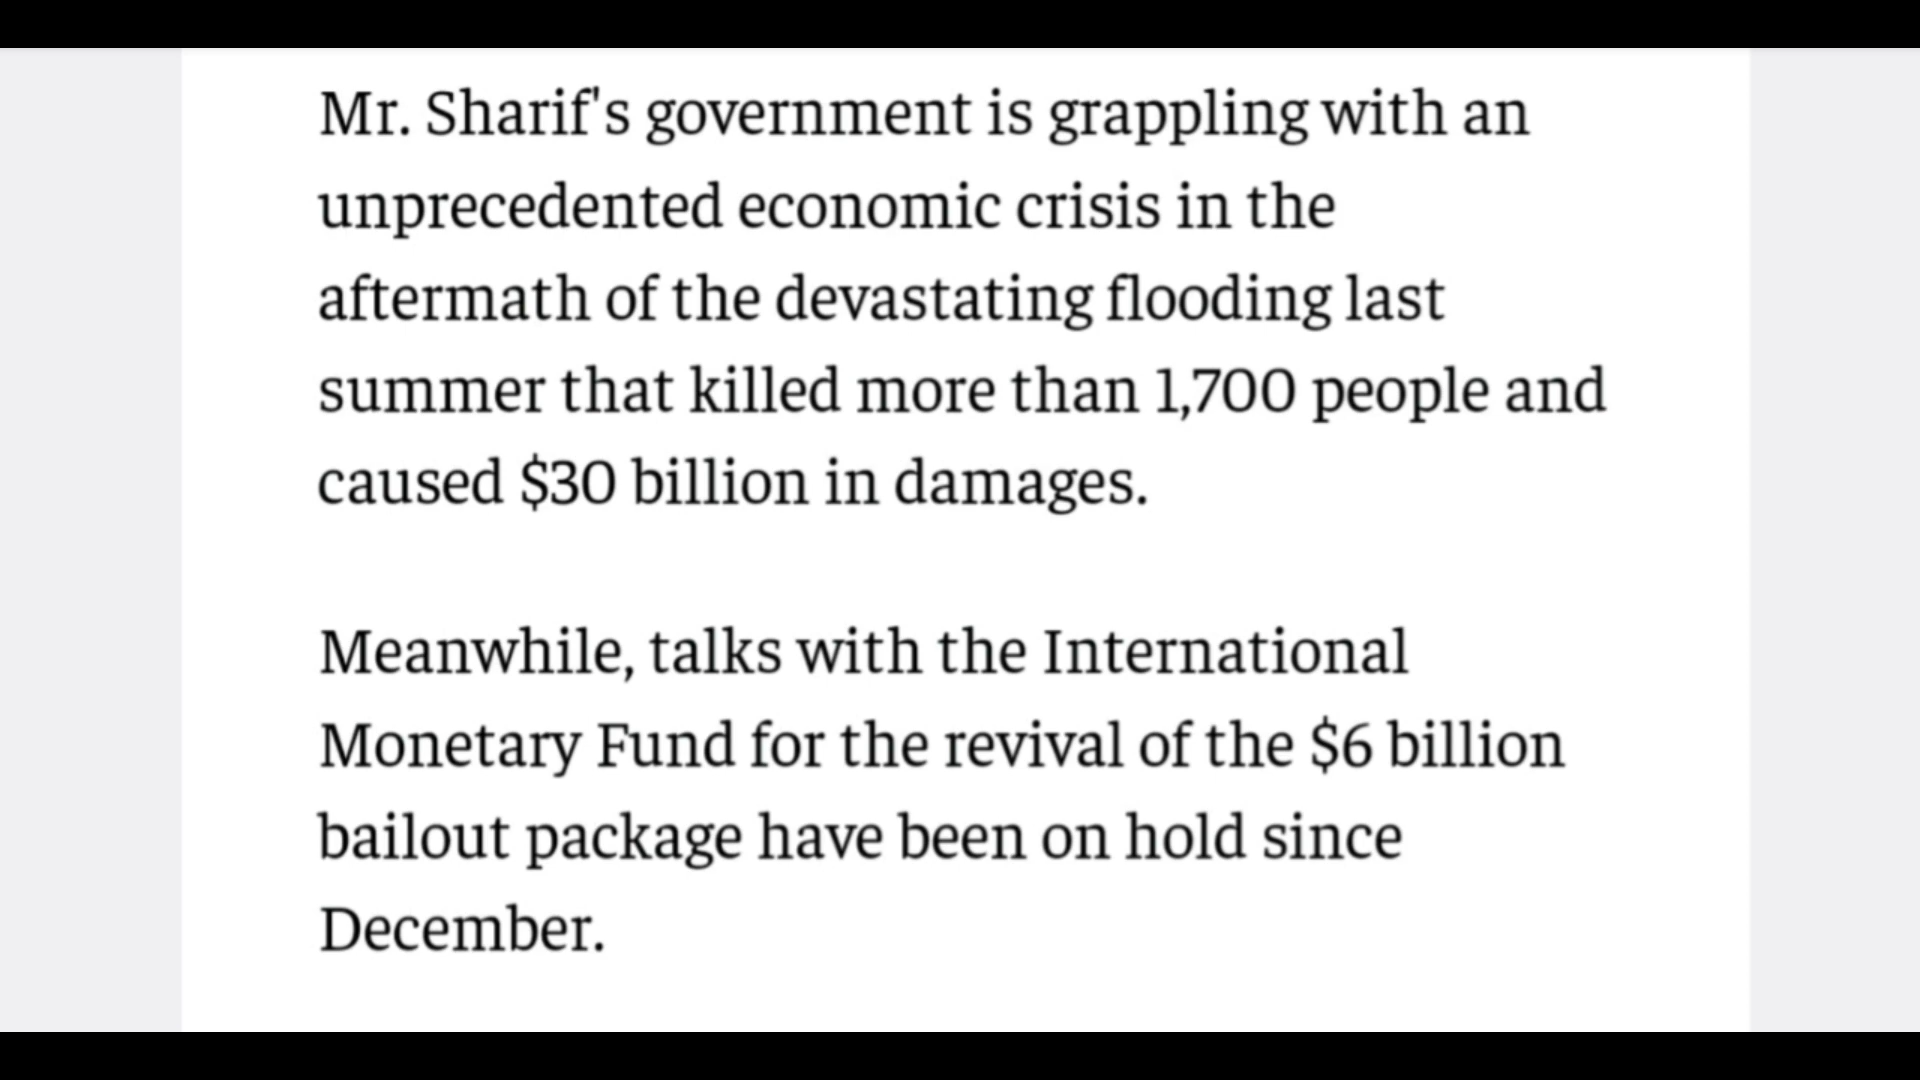 Mr. Sharif's government is grappling with an
unprecedented economic crisis in the
aftermath of the devastating flooding last
summer that killed more than 1,700 people and
caused $30 billion in damages.
Meanwhile, talks with the International
Monetary Fund for the revival of the $6 billion
bailout package have been on hold since
December.